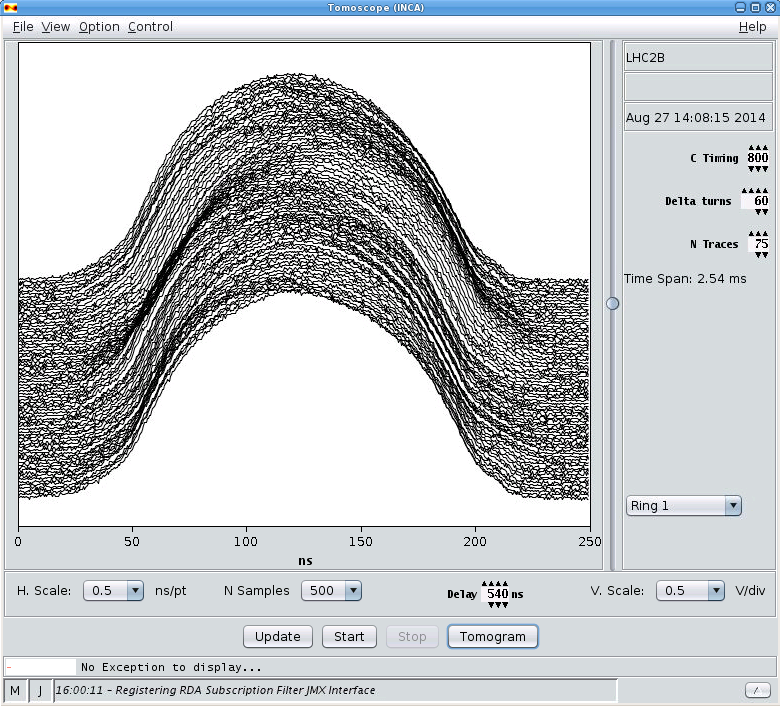 Tomoscope (INCA)
File View Option Control Help
LHC2B
Aug 27 14:08:15 2014
C Timing 800
Delta turns 60
N Traces 75
Time Span: 2.54 ms
Ring 1
0 50 100 150 200 250
ns
H. Scale: 0.5 ns/pt N Samples 500 Delay 540 ns V. Scale: 0.5 V/div
Update Start Stop Tomogram
- No Exception to display...
M J 16:00:11 - Registering RDA Subscription Filter JMX Interface